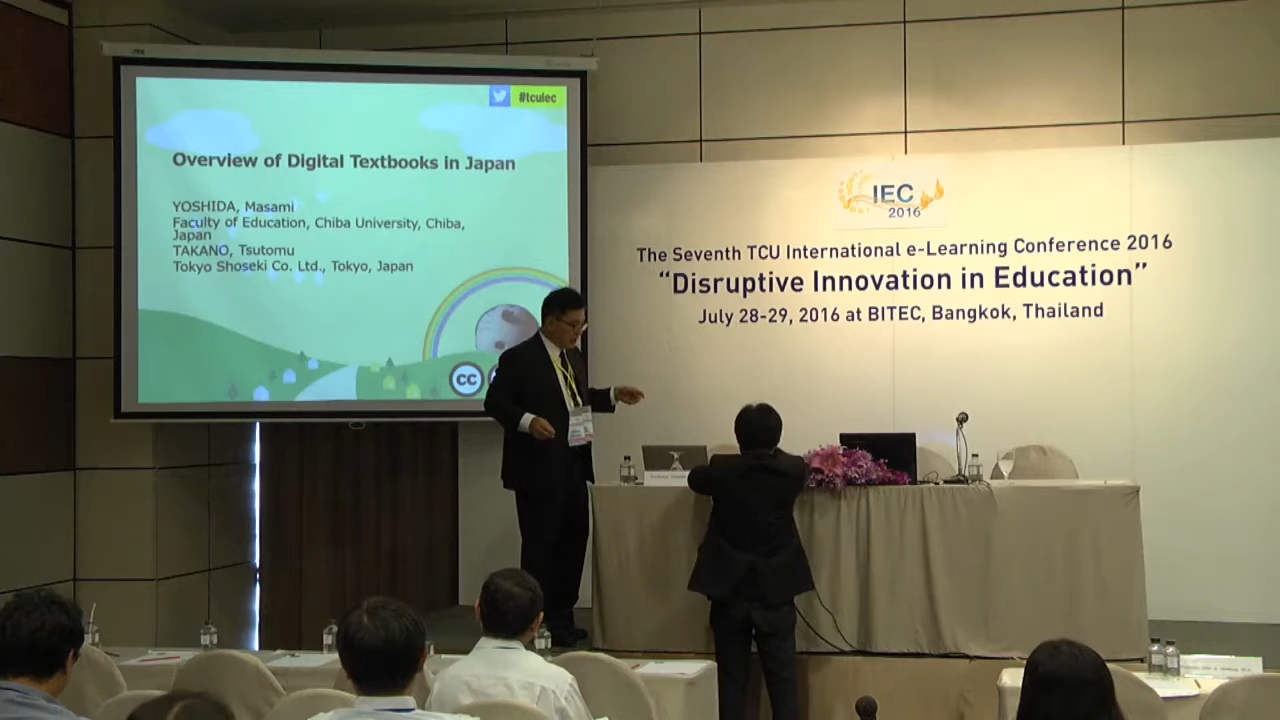 #tcuiec
Overview of Digital Textbooks in Japan
YOSHIDA, Masami
Faculty of Education, Chiba University, Chiba,
Japan
TAKANO, Tsutomu
Tokyo Shoseki Co. Ltd., Tokyo, Japan
cc
IEC
2016
The Seventh TCU International e-Learning Conference 2016
“Disruptive Innovation in Education”
July 28-29, 2016 at BITEC, Bangkok, Thailand